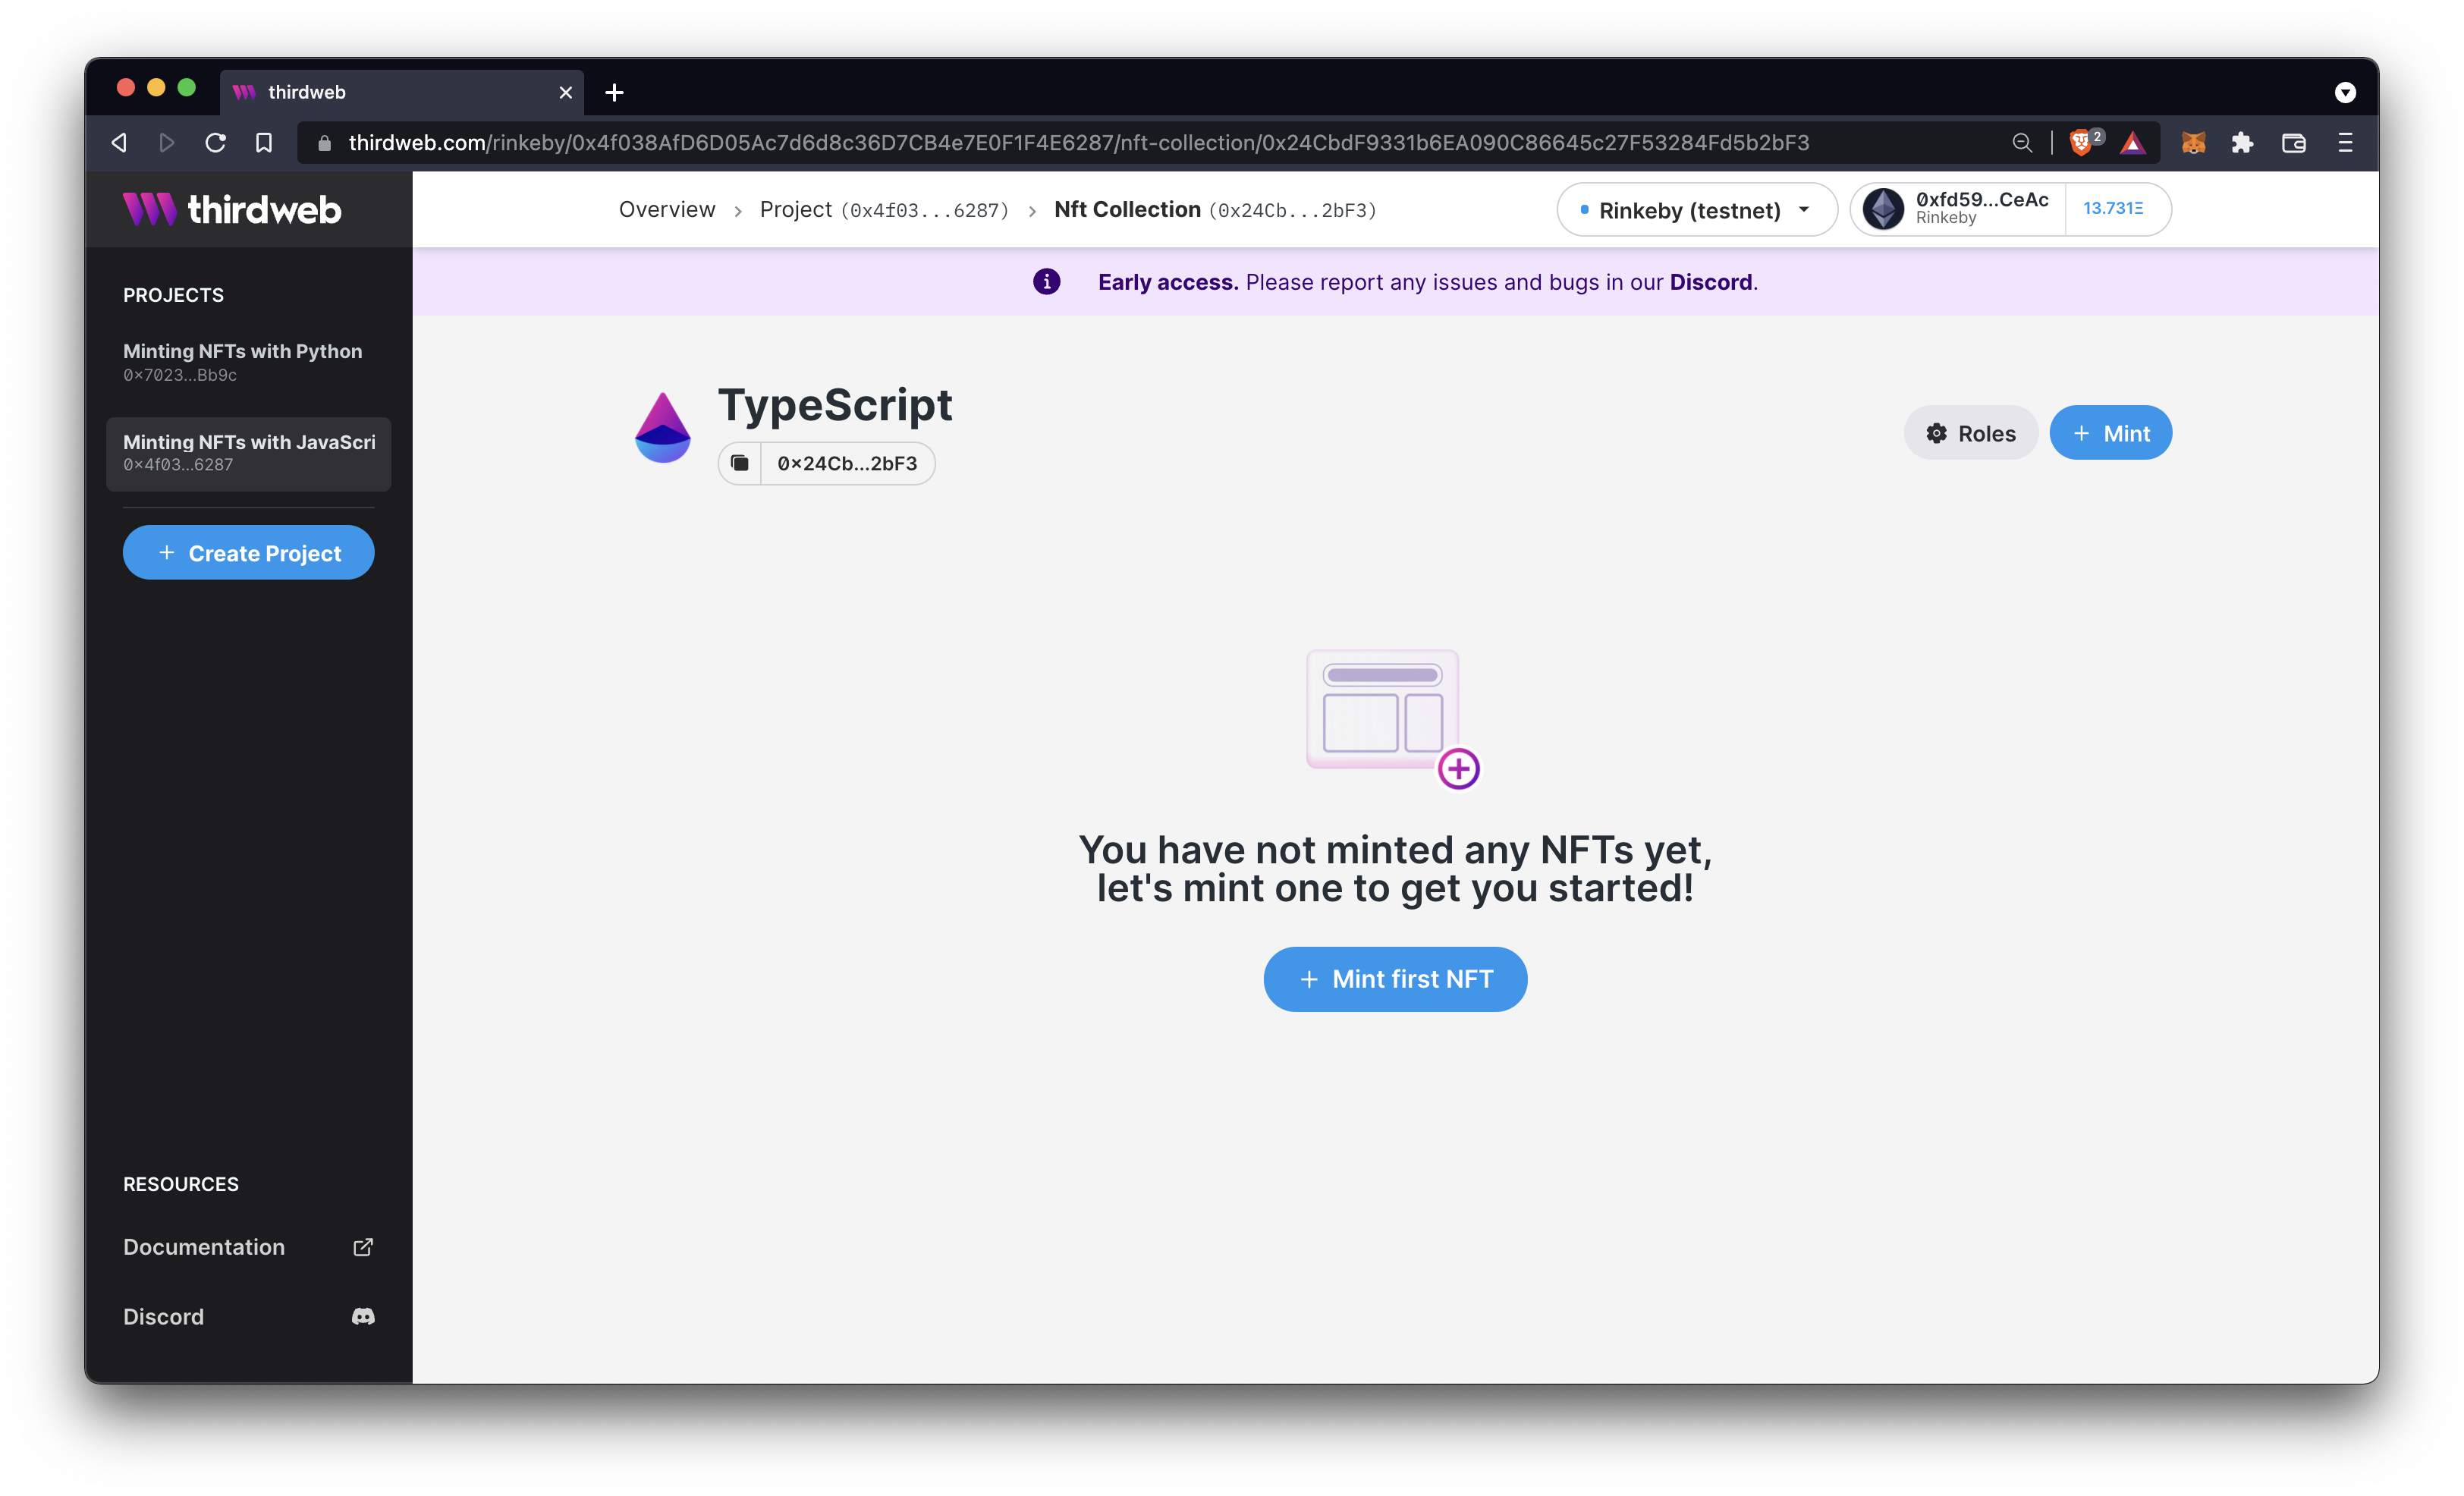 thirdweb
thirdweb.com/rinkeby/0x4f038AfD6D05Ac7d6d8c36D7CB4e7E0F1F4E6287/nft-collection/0x24CbdF9331b6EA090C86645c27F53284Fd5b2bF3
2
thirdweb
Overview › Project (0x4f03...6287) › Nft Collection (0x24Cb...2bF3)
Rinkeby (testnet)
0xfd59...CeAc
Rinkeby
13.731Ξ
Early access. Please report any issues and bugs in our Discord.
PROJECTS
Minting NFTs with Python
0x7023...Bb9c
Minting NFTs with JavaScri
0x4f03...6287
+ Create Project
TypeScript
0x24Cb...2bF3
Roles
+ Mint
You have not minted any NFTs yet,
let's mint one to get you started!
+ Mint first NFT
RESOURCES
Documentation
Discord